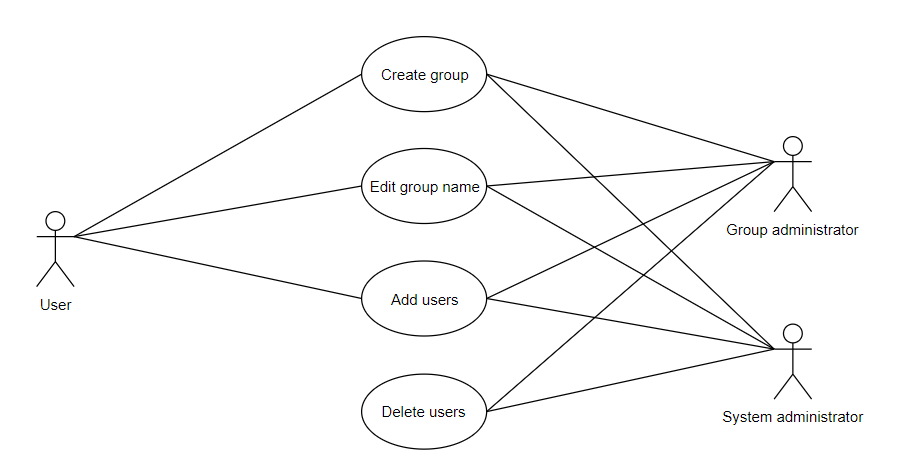 Create group
Edit group name
Group administrator
User
Add users
Delete users
System administrator